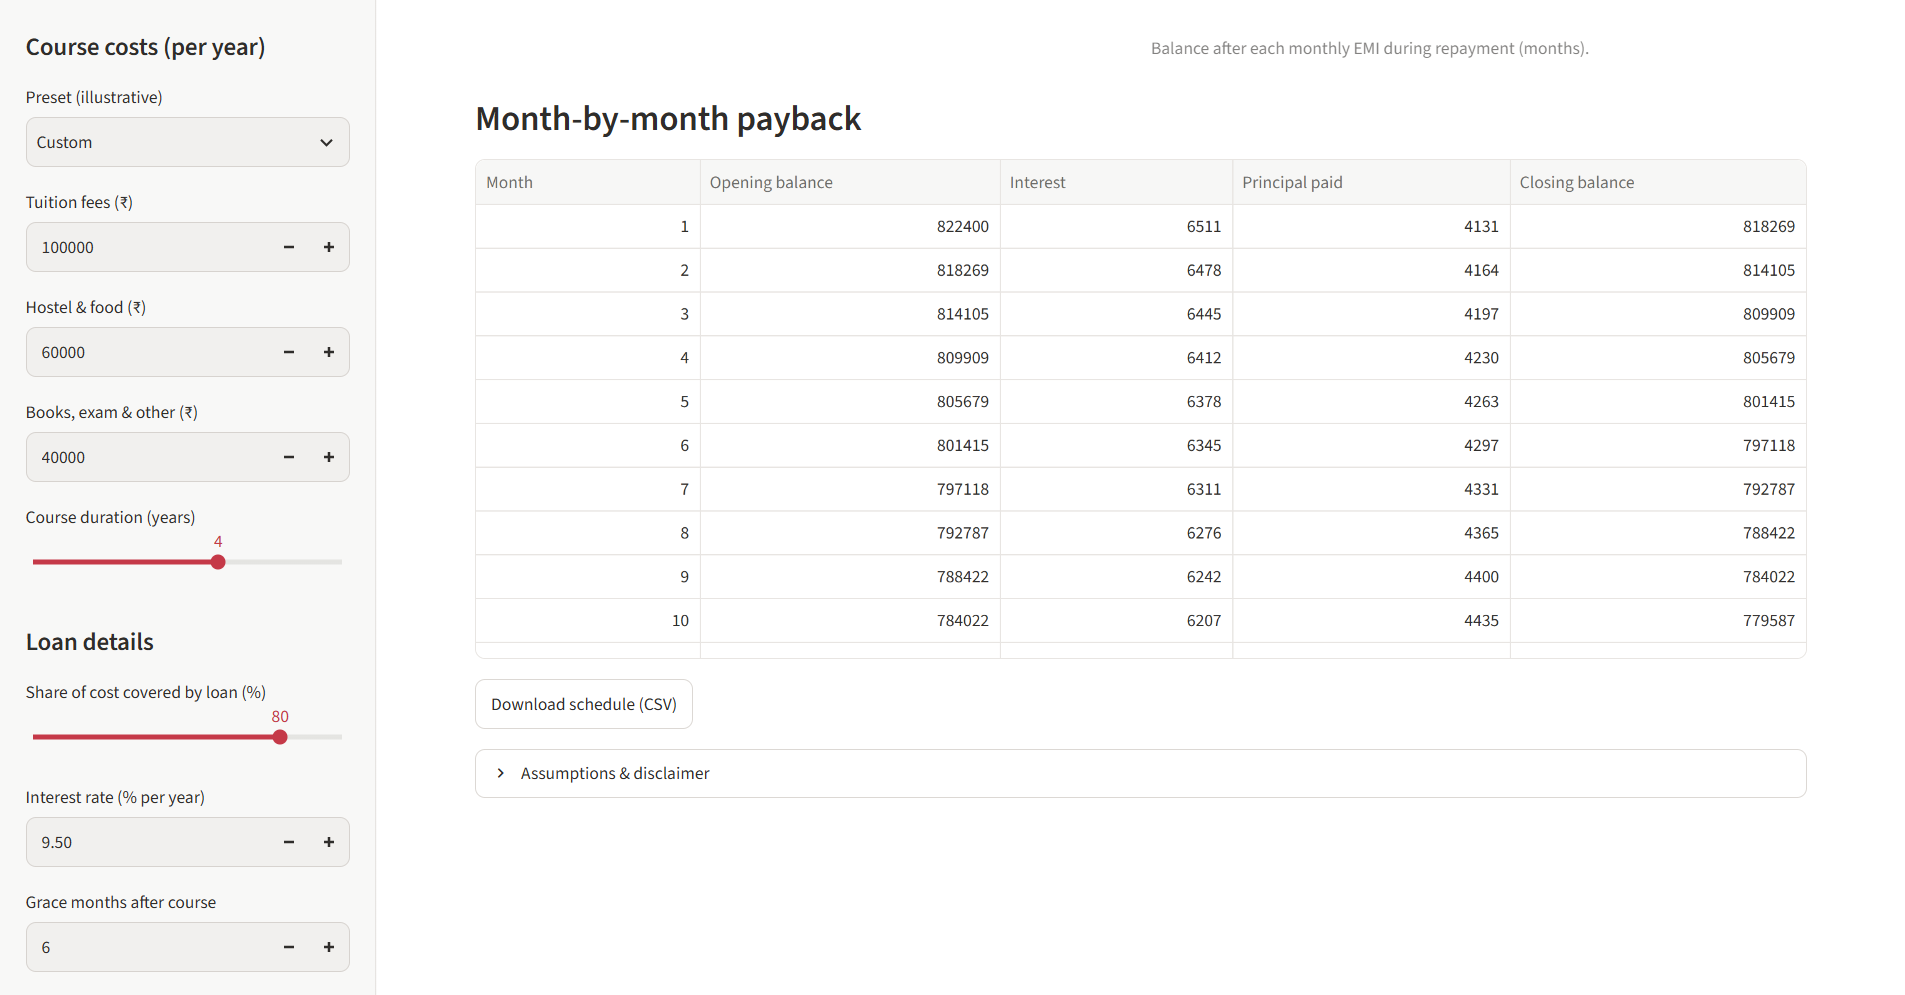 Course costs (per year)
Preset (illustrative)
Custom
Tuition fees (₹)
100000
Hostel & food (₹)
60000
Books, exam & other (₹)
40000
Course duration (years)
4
Loan details
Share of cost covered by loan (%)
80
Interest rate (% per year)
9.50
Grace months after course
6
Balance after each monthly EMI during repayment (months).
Month-by-month payback
Month Opening balance Interest Principal paid Closing balance
1 822400 6511 4131 818269
2 818269 6478 4164 814105
3 814105 6445 4197 809909
4 809909 6412 4230 805679
5 805679 6378 4263 801415
6 801415 6345 4297 797118
7 797118 6311 4331 792787
8 792787 6276 4365 788422
9 788422 6242 4400 784022
10 784022 6207 4435 779587
Download schedule (CSV)
Assumptions & disclaimer